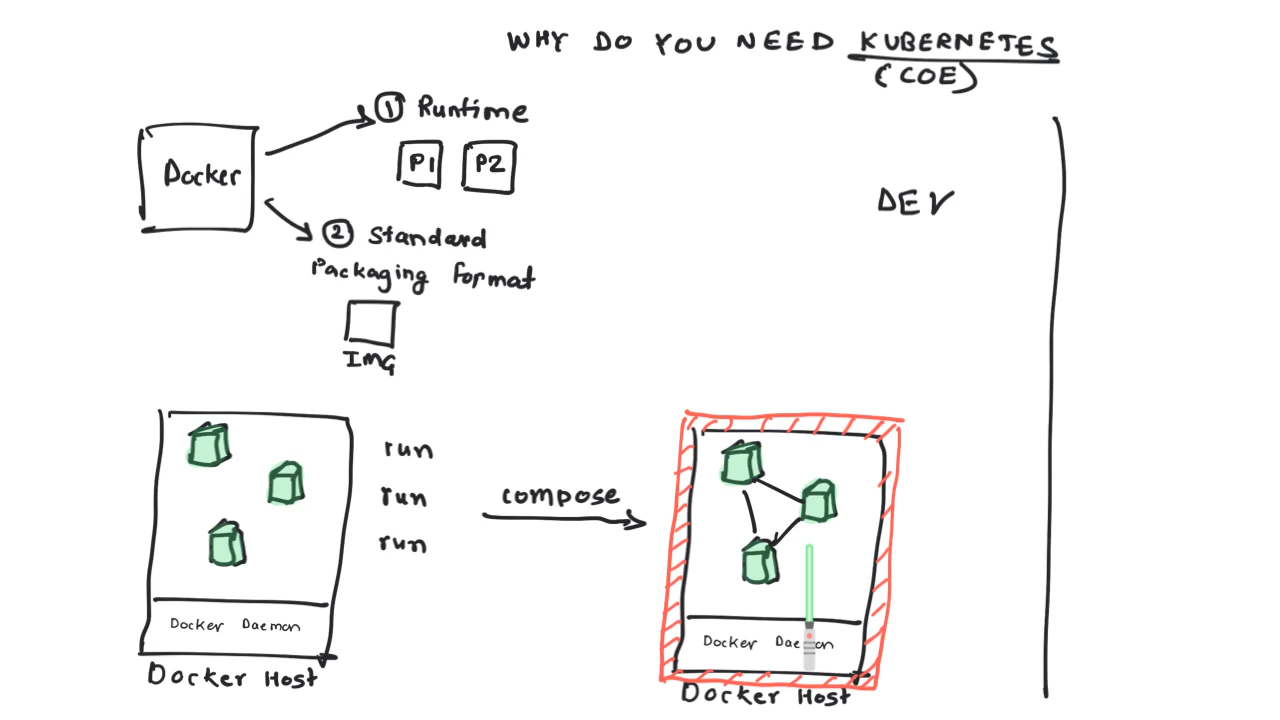 WHY DO YOU NEED KUBERNETES
(COE)
① Runtime
Docker
P1 P2
DEV
② Standard
Packaging format
IMG
run
run
run
compose
Docker Daemon
Docker Host
Docker Daemon
Docker Host